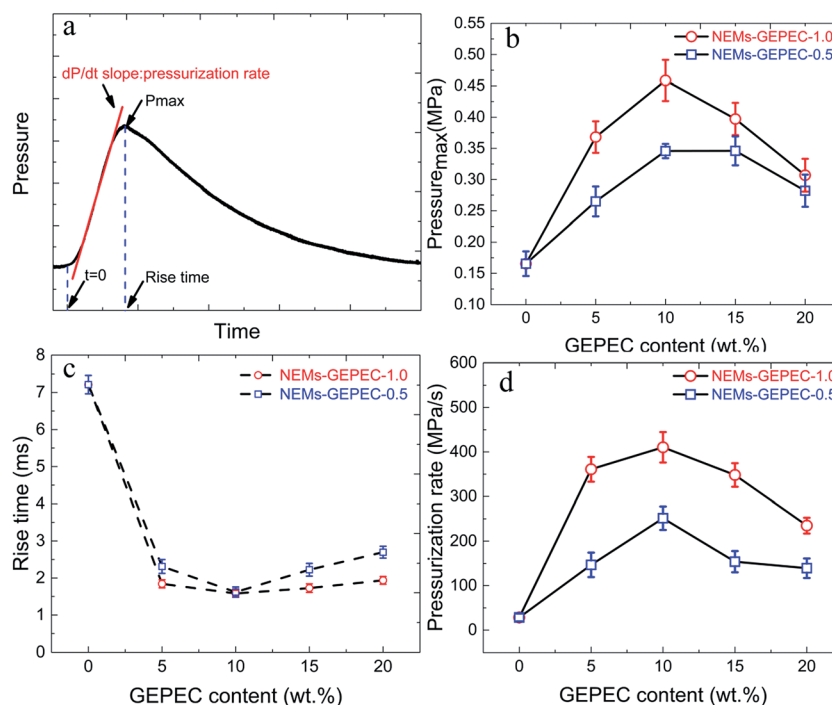 a
dP/dt slope:pressurization rate
Pmax
Pressure
t=0
Rise time
Time
b
NEMs-GEPEC-1.0
NEMs-GEPEC-0.5
Pressuremax(MPa)
0.55
0.50
0.45
0.40
0.35
0.30
0.25
0.20
0.15
0.10
0 5 10 15 20
GEPEC content (wt.%)
c
NEMs-GEPEC-1.0
NEMs-GEPEC-0.5
Rise time (ms)
8
7
6
5
4
3
2
1
0
0 5 10 15 20
GEPEC content (wt.%)
d
NEMs-GEPEC-1.0
NEMs-GEPEC-0.5
Pressurization rate (MPa/s)
600
500
400
300
200
100
0
0 5 10 15 20
GEPEC content (wt.%)